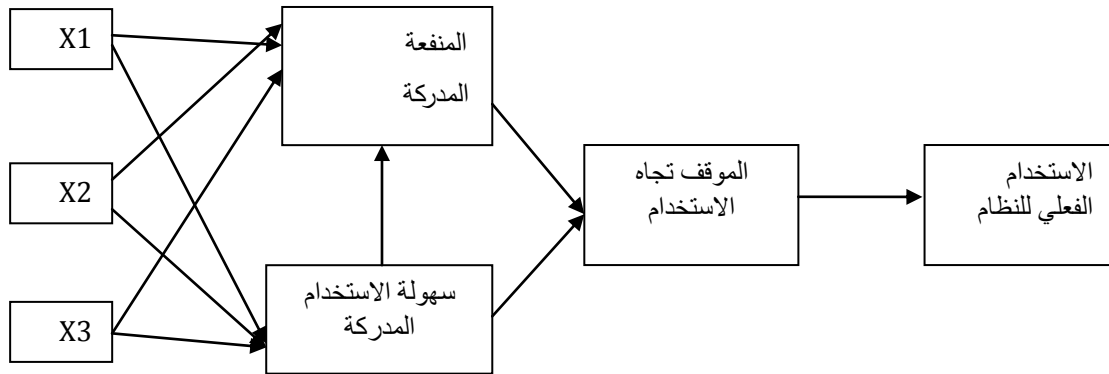 X1
X2
X3
المنفعة
المدركة
سهولة الاستخدام
المدركة
الموقف تجاه
الاستخدام
الاستخدام
الفعلي للنظام